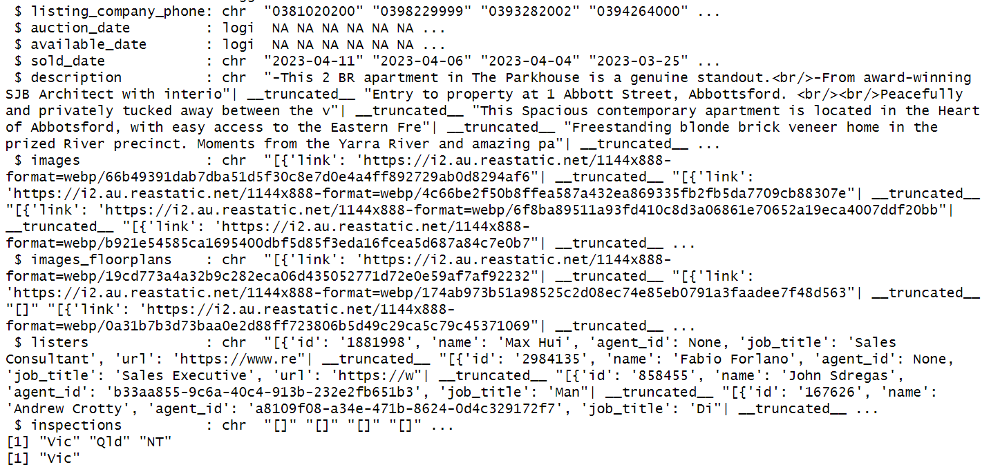 $ listing_company_phone: chr "0381020200" "0398229999" "0393282002" "0394264000" ...
$ auction_date : logi NA NA NA NA NA NA ...
$ available_date : logi NA NA NA NA NA NA ...
$ sold_date : chr "2023-04-11" "2023-04-06" "2023-04-04" "2023-03-25" ...
$ description : chr "-This 2 BR apartment in The Parkhouse is a genuine standout.<br/>-From award-winning
SJB Architect with interio"| __truncated__ "Entry to property at 1 Abbott Street, Abbottsford. <br/><br/>Peacefully
and privately tucked away between the v"| __truncated__ "This Spacious contemporary apartment is located in the Heart
of Abbotsford, with easy access to the Eastern Fre"| __truncated__ "Freestanding blonde brick veneer home in the
prized River precinct. Moments from the Yarra River and amazing pa"| __truncated__ ...
$ images : chr "[{'link': 'https://i2.au.reastatic.net/1144x888-
format=webp/66b49391dab7dba51d5f30c8e7d0e4a4ff892729ab0d8294af6"| __truncated__ "[{'link':
'https://i2.au.reastatic.net/1144x888-format=webp/4c66be2f50b8ffea587a432ea869335fb2fb5da7709cb88307e"| __truncated__
"[{'link': 'https://i2.au.reastatic.net/1144x888-format=webp/6f8ba89511a93fd410c8d3a06861e70652a19eca4007ddf20bb"|
__truncated__ "[{'link': 'https://i2.au.reastatic.net/1144x888-
format=webp/b921e54585ca1695400dbf5d85f3eda16fcea5d687a84c7e0b7"| __truncated__ ...
$ images_floorplans : chr "[{'link': 'https://i2.au.reastatic.net/1144x888-
format=webp/19cd773a4a32b9c282eca06d435052771d72e0e59af7af92232"| __truncated__ "[{'link':
'https://i2.au.reastatic.net/1144x888-format=webp/174ab973b51a98525c2d08ec74e85eb0791a3faadee7f48d563"| __truncated__
"[]" "[{'link': 'https://i2.au.reastatic.net/1144x888-
format=webp/0a31b7b3d73baa0e2d88ff723806b5d49c29ca5c79c45371069"| __truncated__ ...
$ listers : chr "[{'id': '1881998', 'name': 'Max Hui', 'agent_id': None, 'job_title': 'Sales
Consultant', 'url': 'https://www.re"| __truncated__ "[{'id': '2984135', 'name': 'Fabio Forlano', 'agent_id': None,
'job_title': 'Sales Executive', 'url': 'https://w"| __truncated__ "[{'id': '858455', 'name': 'John Sdregas',
'agent_id': 'b33aa855-9c6a-40c4-913b-232e2fb651b3', 'job_title': 'Man"| __truncated__ "[{'id': '167626', 'name':
'Andrew Crotty', 'agent_id': 'a8109f08-a34e-471b-8624-0d4c329172f7', 'job_title': 'Di"| __truncated__ ...
$ inspections : chr "[]" "[]" "[]" "[]" ...
[1] "Vic" "Qld" "NT"
[1] "Vic"